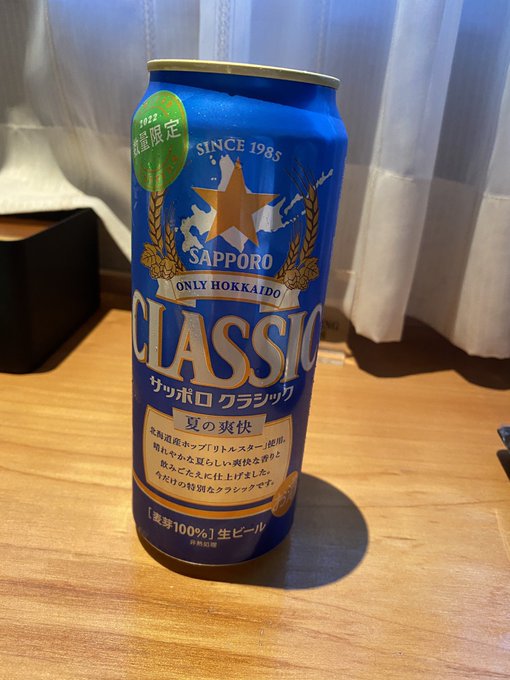 2022
数量限定
SINCE 1985
SAPPORO
ONLY HOKKAIDO
CLASSIC
サッポロ クラシック
夏の爽快
北海道産ホップ「リトルスター」使用。
晴れやかな夏らしい爽快な香りと
飲みごたえに仕上げました。
今だけの特別なクラシックです。
[麦芽100%]生ビール
非熱処理